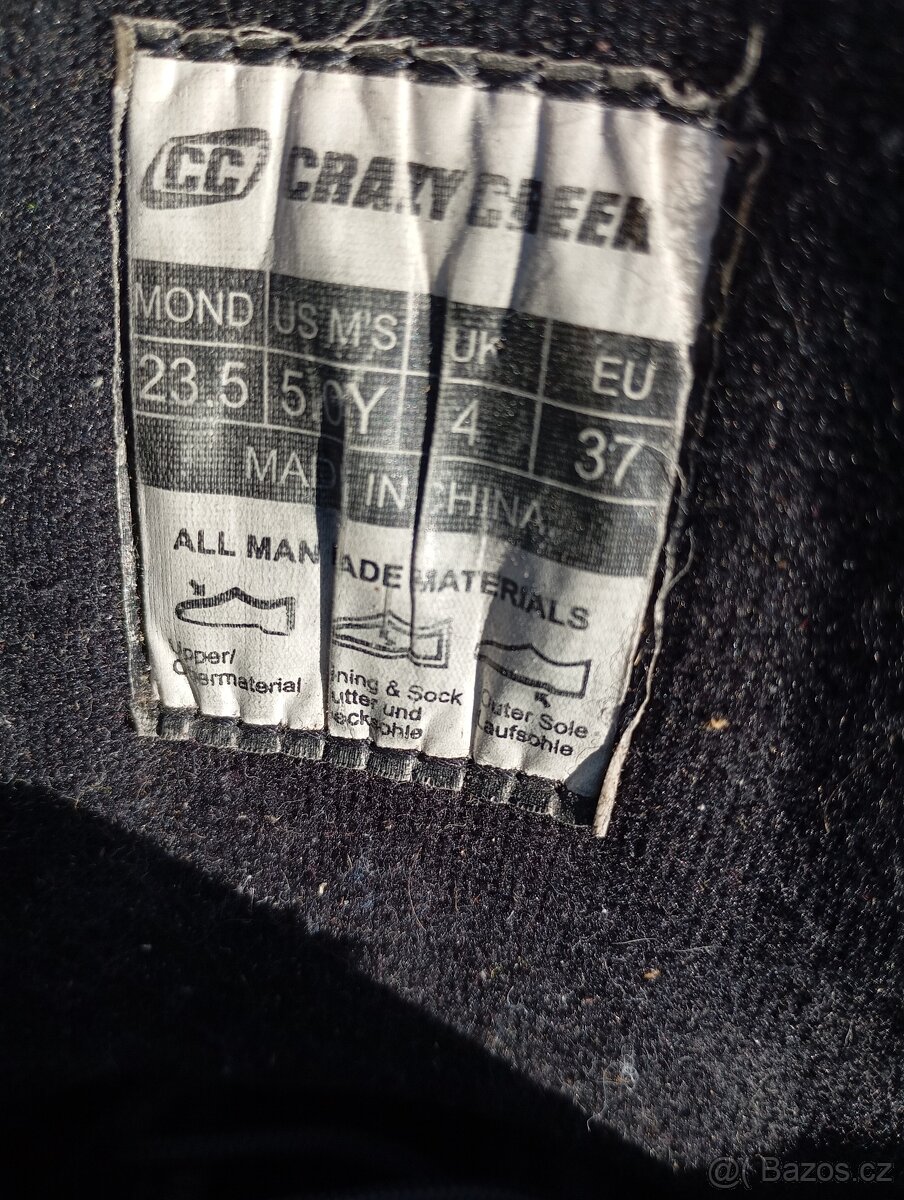 CC CRAZY CREEK
MOND US M'S UK EU
23.5 5.0Y 4 37
MADE IN CHINA
ALL MAN MADE MATERIALS
Upper/ Obermaterial
Lining & Sock
Futter und
Decksohle
Outer Sole
Laufsohle
@ Bazos.cz